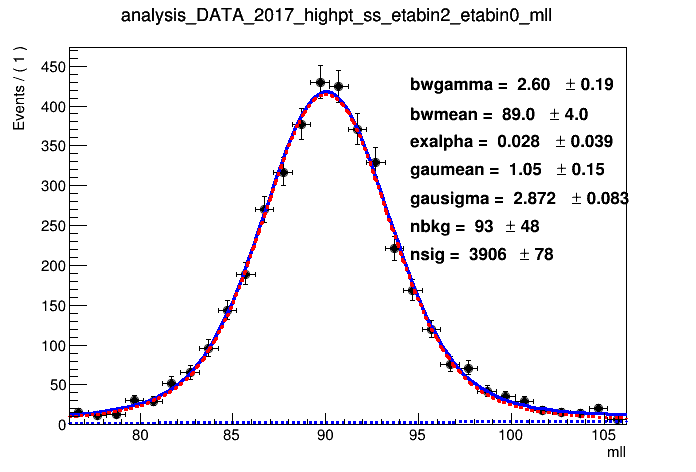 analysis_DATA_2017_highpt_ss_etabin2_etabin0_mll
Events / ( 1 )
450
400
350
300
250
200
150
100
50
0
bwgamma = 2.60 ± 0.19
bwmean = 89.0 ± 4.0
exalpha = 0.028 ± 0.039
gaumean = 1.05 ± 0.15
gausigma = 2.872 ± 0.083
nbkg = 93 ± 48
nsig = 3906 ± 78
80 85 90 95 100 105
mll